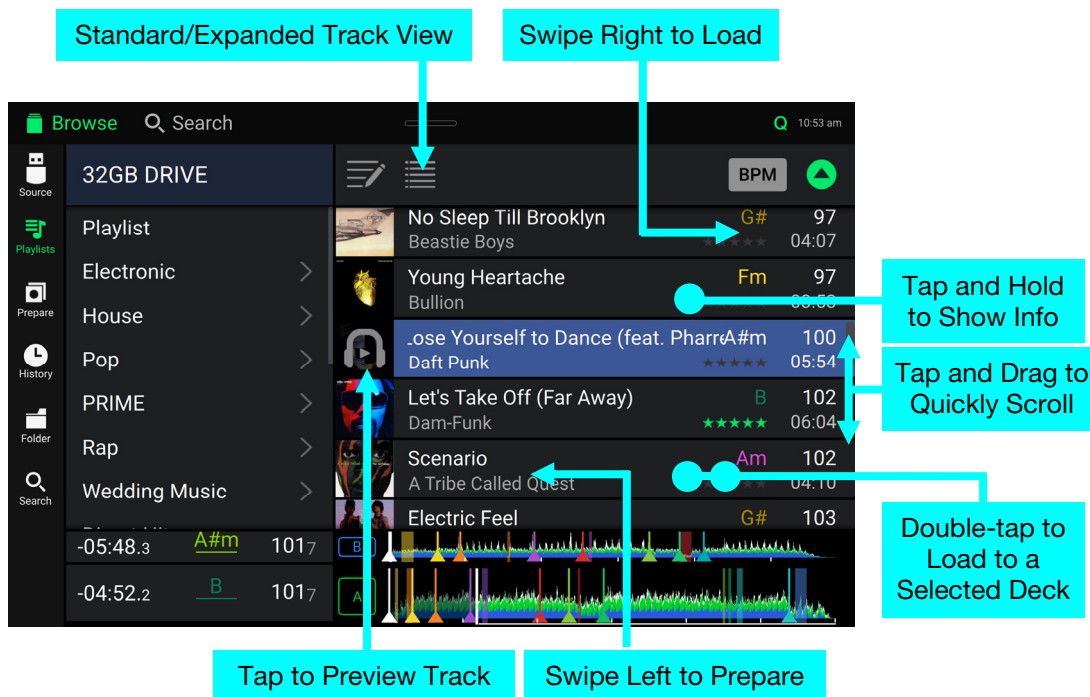 Standard/Expanded Track View
Swipe Right to Load
Browse
Search
Q 10:53 am
Source
32GB DRIVE
BPM
Playlists
Playlist
Electronic
House
Pop
PRIME
Rap
Wedding Music
Prepare
History
Folder
Search
No Sleep Till Brooklyn G# 97
Beastie Boys 04:07
Young Heartache Fm 97
Bullion
Lose Yourself to Dance (feat. Pharre A#m 100
Daft Punk 05:54
Let's Take Off (Far Away) B 102
Dam-Funk 06:04
Scenario Am 102
A Tribe Called Quest 04:10
Electric Feel G# 103
Tap and Hold
to Show Info
Tap and Drag to
Quickly Scroll
Double-tap to
Load to a
Selected Deck
-05:48.3 A#m 1017 B
-04:52.2 B 1017 A
Tap to Preview Track
Swipe Left to Prepare